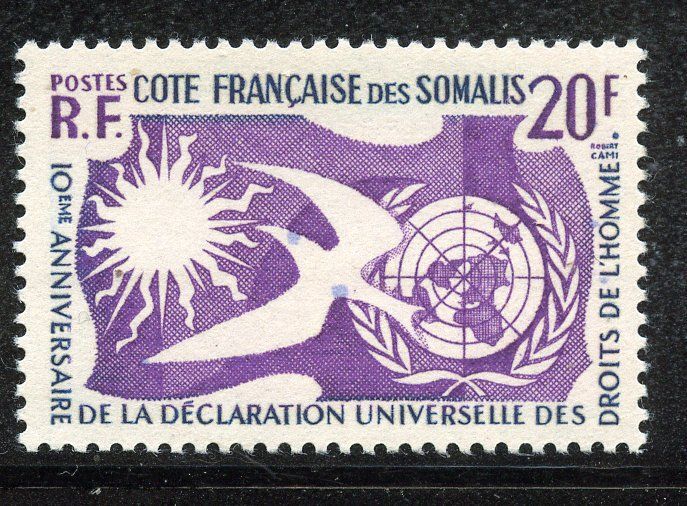 POSTES
R.F.
COTE FRANÇAISE DES SOMALIS
20F
ROBERT
CAMI.
10EME ANNIVERSAIRE
DE LA DÉCLARATION UNIVERSELLE DES
DROITS DE L'HOMME.